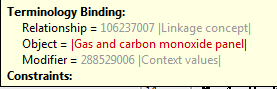 Terminology Binding:
Relationship = 106237007 |Linkage concept|
Object = |Gas and carbon monoxide panel|
Modifier = 288529006 |Context values|
Constraints: